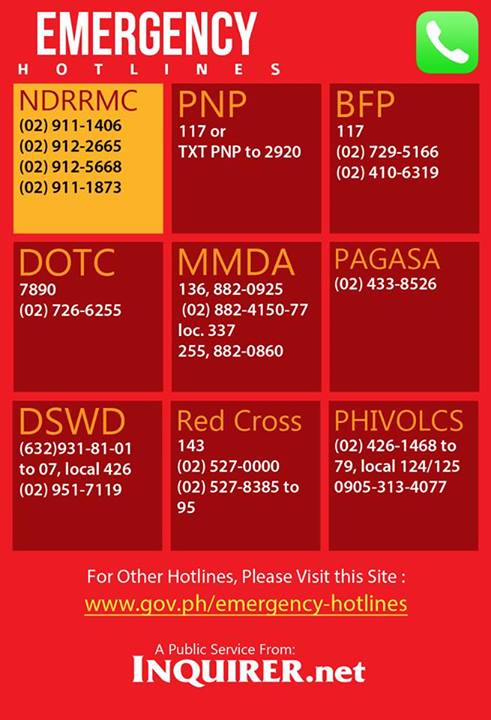 EMERGENCY
HOTLINES
NDRRMC
(02) 911-1406
(02) 912-2665
(02) 912-5668
(02) 911-1873
PNP
117 or
TXT PNP to 2920
BFP
117
(02) 729-5166
(02) 410-6319
DOTC
7890
(02) 726-6255
MMDA
136, 882-0925
(02) 882-4150-77
loc. 337
255, 882-0860
PAGASA
(02) 433-8526
DSWD
(632)931-81-01
to 07, local 426
(02) 951-7119
Red Cross
143
(02) 527-0000
(02) 527-8385 to
95
PHIVOLCS
(02) 426-1468 to
79, local 124/125
0905-313-4077
For Other Hotlines, Please Visit this Site :
www.gov.ph/emergency-hotlines
A Public Service From:
INQUIRER.net